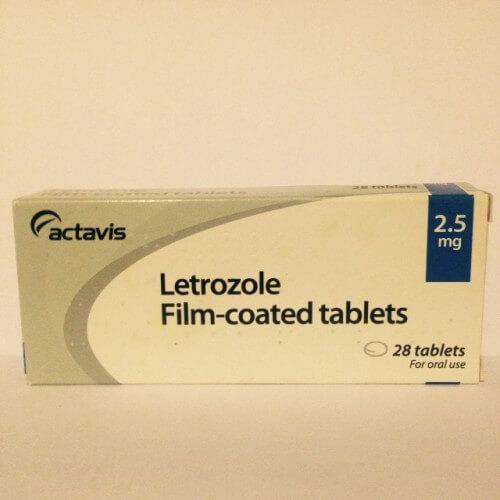 28 tablets
actavis
2.5
mg
Letrozole
Film-coated tablets
28 tablets
For oral use